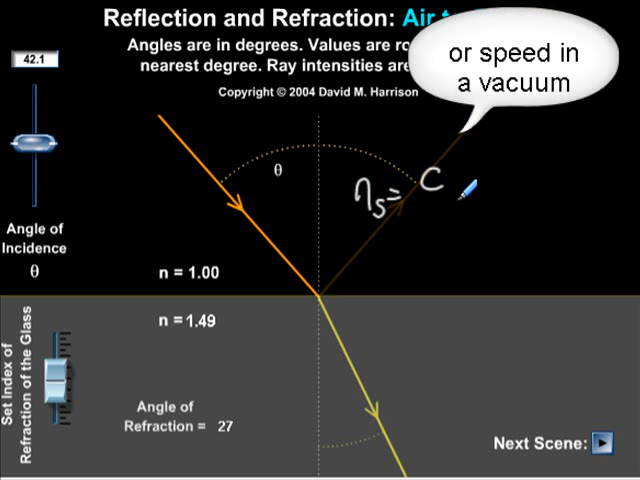 Reflection and Refraction: Air
Angles are in degrees. Values are
nearest degree. Ray intensities are
Copyright © 2004 David M. Harrison
or speed in
a vacuum
42.1
θ
ηs= c
Angle of
Incidence
θ
n = 1.00
n = 1.49
Set Index of
Refraction of the Glass
Angle of
Refraction = 27
Next Scene: